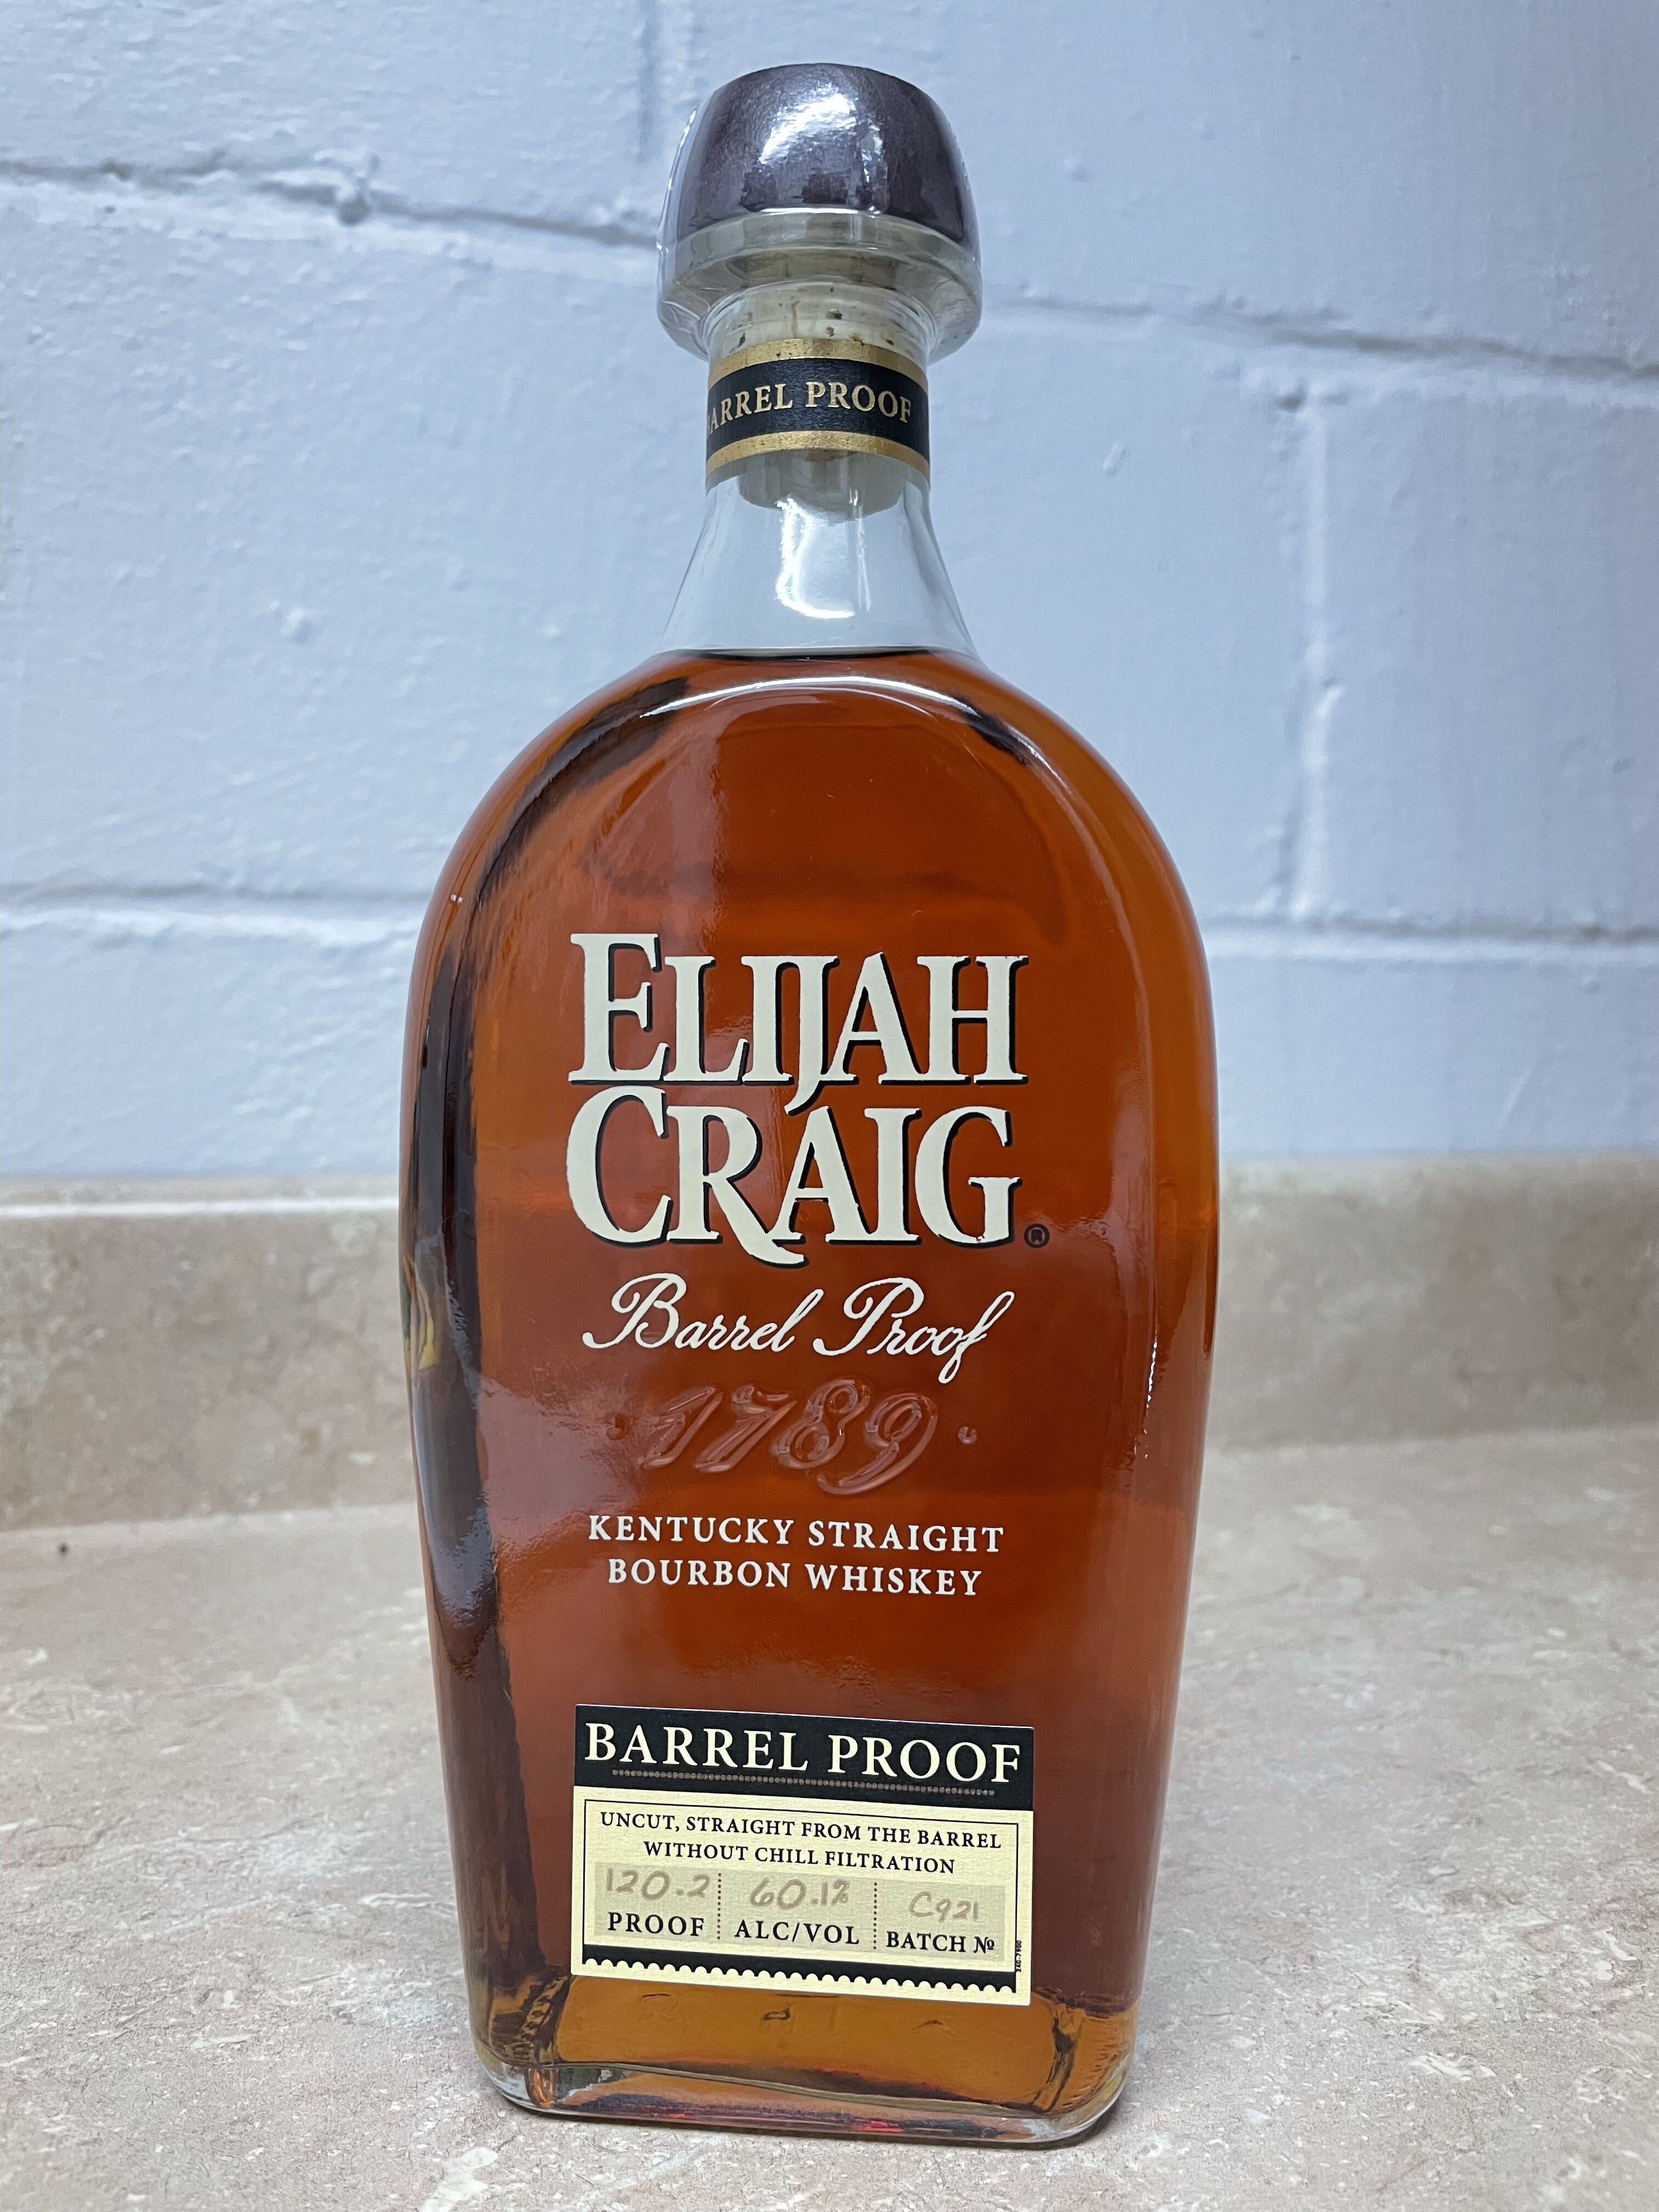 ARREL PROOF
ELIJAH
CRAIG®
Barrel Proof
·1789·
KENTUCKY STRAIGHT
BOURBON WHISKEY
BARREL PROOF
UNCUT, STRAIGHT FROM THE BARREL
WITHOUT CHILL FILTRATION
120.2 60.1% C921
PROOF ALC/VOL BATCH №